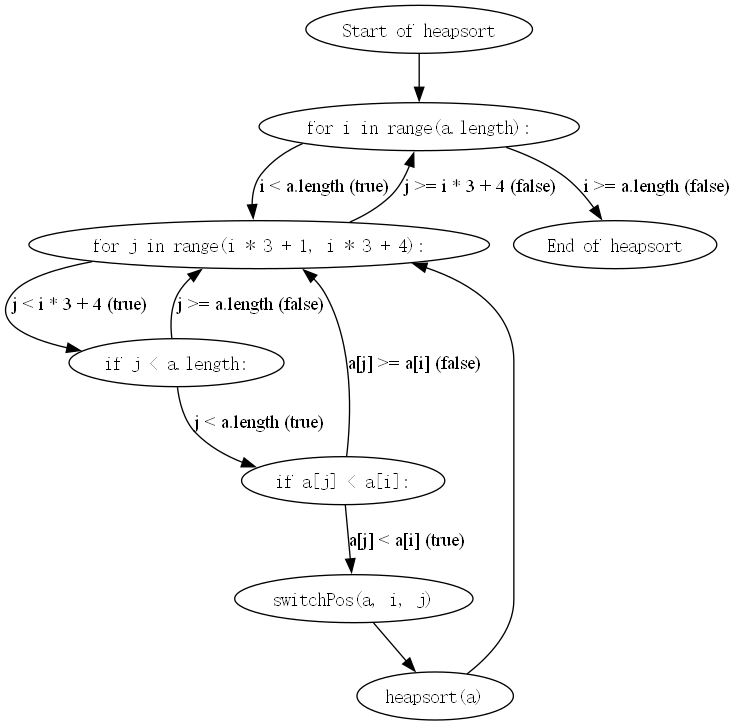 Start of heapsort
for i in range(a.length):
i < a.length (true)
j >= i * 3 + 4 (false)
i >= a.length (false)
for j in range(i * 3 + 1, i * 3 + 4):
End of heapsort
j < i * 3 + 4 (true)
j >= a.length (false)
if j < a.length:
a[j] >= a[i] (false)
j < a.length (true)
if a[j] < a[i]:
a[j] < a[i] (true)
switchPos(a, i, j)
heapsort(a)